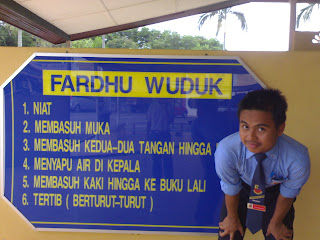 FARDHU WUDUK
1. NIAT
2. MEMBASUH MUKA
3. MEMBASUH KEDUA-DUA TANGAN HINGGA
4. MENYAPU AIR DI KEPALA
5. MEMBASUH KAKI HINGGA KE BUKU LALI
6. TERTIB ( BERTURUT-TURUT )